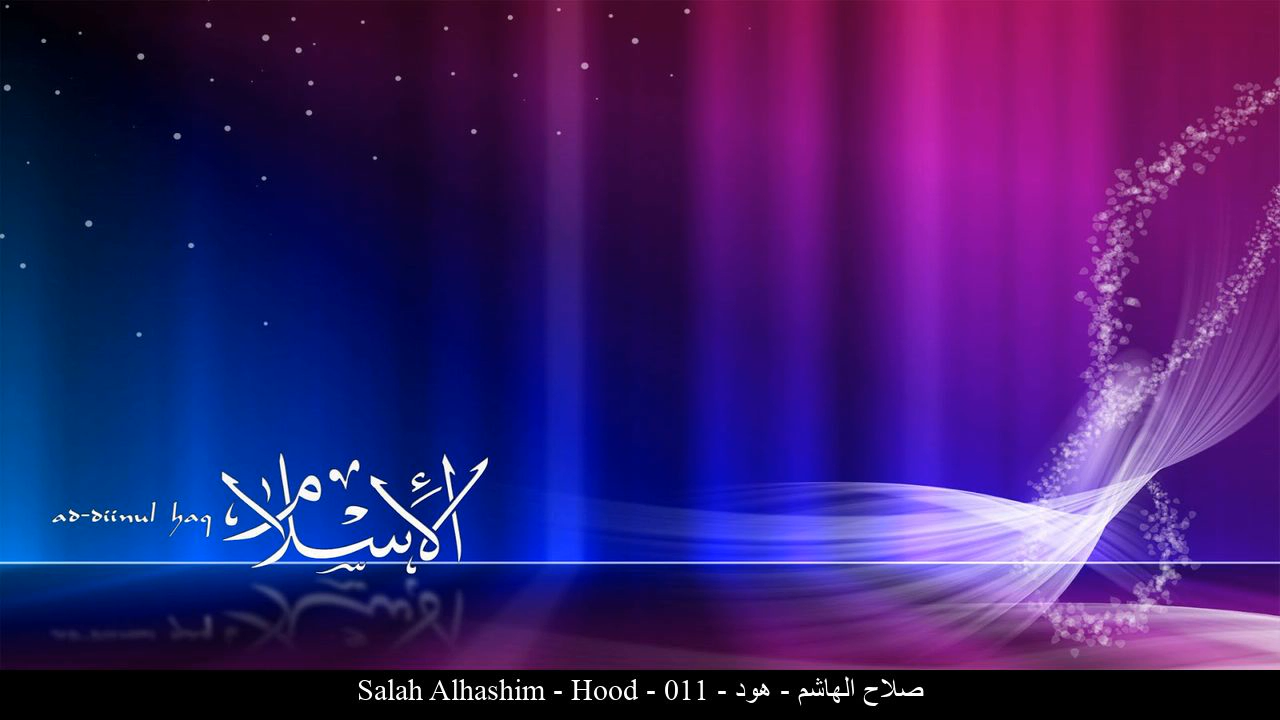 ad-diinul haq
الإسلام
Salah Alhashim - Hood - 011 - صلاح الهاشم - هود